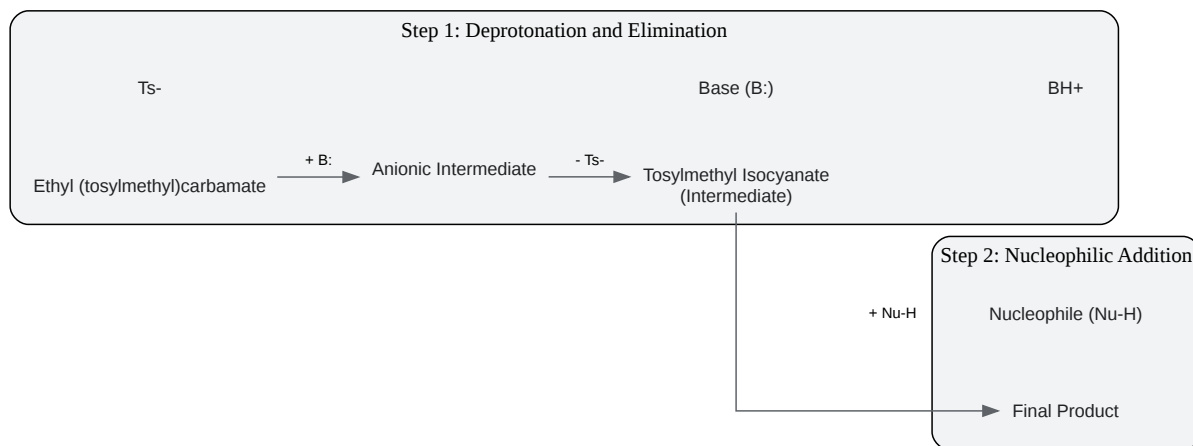 Step 1: Deprotonation and Elimination
Ts-
Base (B:)
BH+
+ B:
- Ts-
Ethyl (tosylmethyl)carbamate
Anionic Intermediate
Tosylmethyl Isocyanate
(Intermediate)
Step 2: Nucleophilic Addition
+ Nu-H
Nucleophile (Nu-H)
Final Product